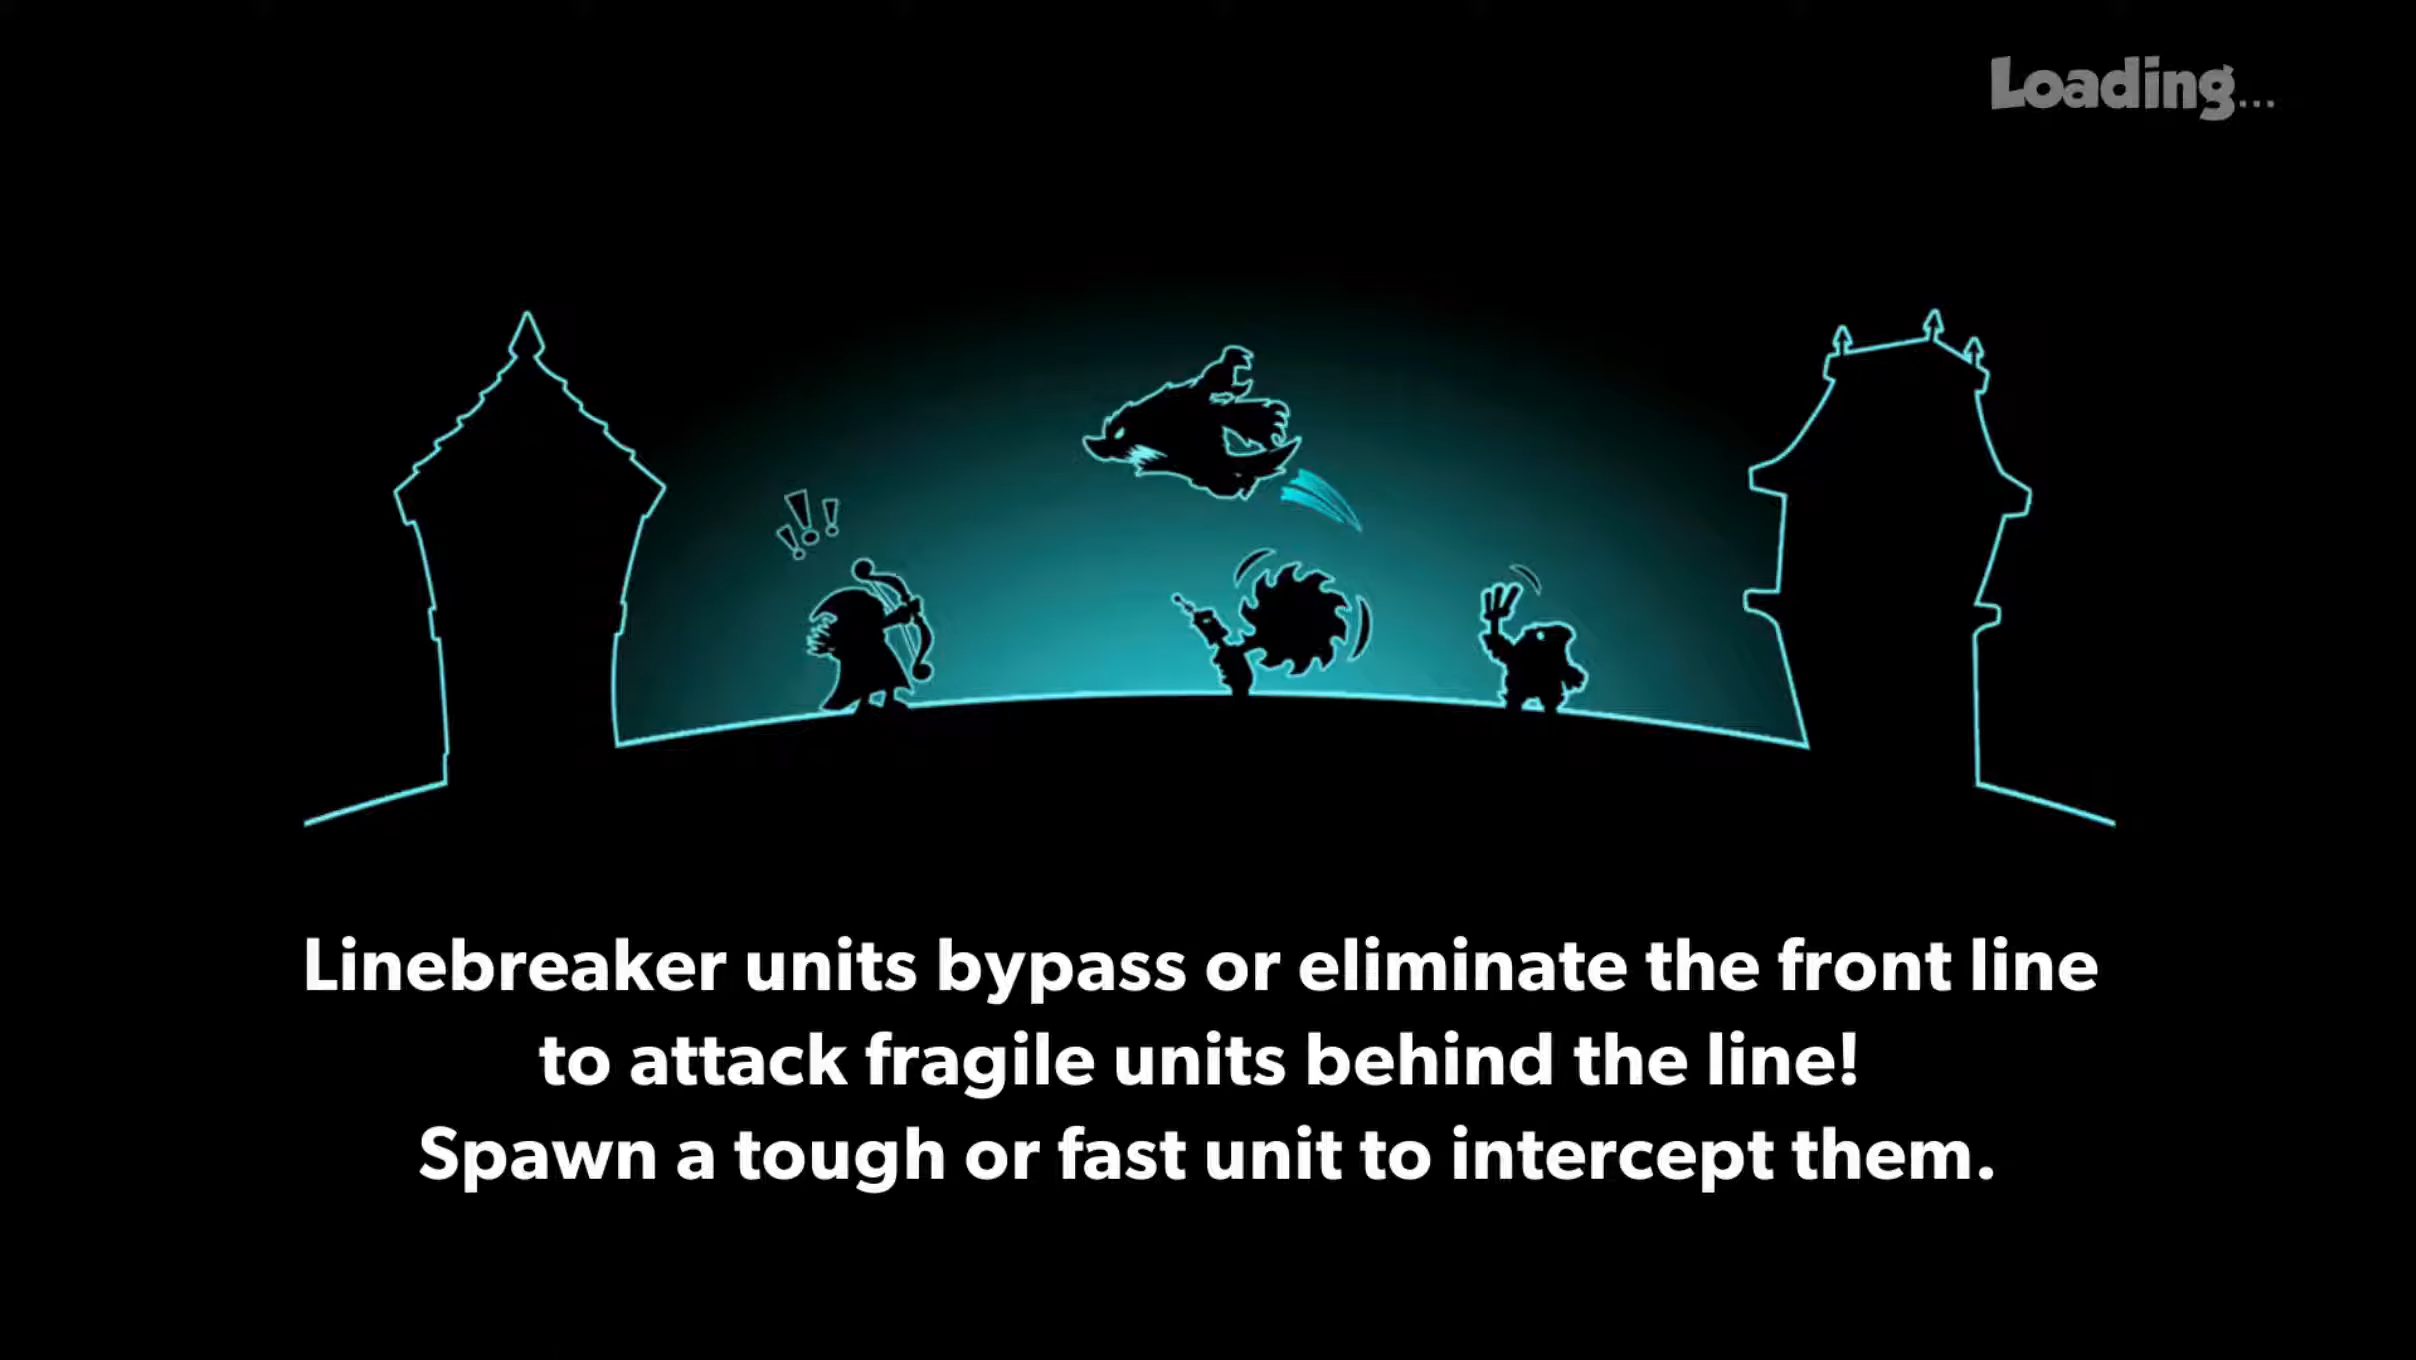 Loading...
Linebreaker units bypass or eliminate the front line
to attack fragile units behind the line!
Spawn a tough or fast unit to intercept them.